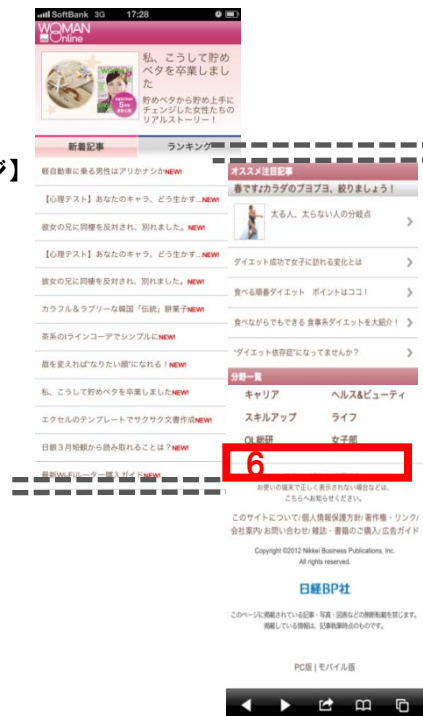 SoftBank 3G 17:28
WOMAN
Online
私、こうして貯め
ベタを卒業しまし
た
貯めベタから貯め上手に
チェンジした女性たちの
リアルストーリー！
新着記事 ランキング
ジ】
軽自動車に乗る男性はアリかナシかNEW!
【心理テスト】あなたのキャラ、どう生かす...NEW!
彼女の兄に同棲を反対され、別れました。NEW!
【心理テスト】あなたのキャラ、どう生かす...NEW!
彼女の兄に同棲を反対され、別れました。NEW!
カラフル&ラブリーな韓国「伝統」餅菓子NEW!
茶系のIラインコーデでシンプルにNEW!
眉を変えれば"なりたい顔"になれる！NEW!
私、こうして貯めベタを卒業しましたNEW!
エクセルのテンプレートでサクサク文書作成NEW!
日銀３月短観から読み取れることは？NEW!
最新Wi-Fiルーター購入ガイドNEW!
オススメ注目記事
春です♪カラダのプヨプヨ、絞りましょう！
太る人、太らない人の分岐点
ダイエット成功で女子に訪れる変化とは
食べる順番ダイエット　ポイントはココ！
食べながらでもできる 食事系ダイエットを大紹介！
"ダイエット依存症"になってませんか？
分野一覧
キャリア ヘルス&ビューティ
スキルアップ ライフ
OL総研 女子部
6
お使いの端末で正しく表示されない場合などは、
こちらへお知らせください。
このサイトについて/個人情報保護方針/著作権・リンク/
会社案内/お問い合わせ/雑誌・書籍のご購入/広告ガイド
Copyright ©2012 Nikkei Business Publications, Inc.
All rights reserved.
日経BP社
このページに掲載されている記事・写真・図表などの無断転載を禁じます。
掲載している情報は、記事執筆時点のものです。
PC版 | モバイル版